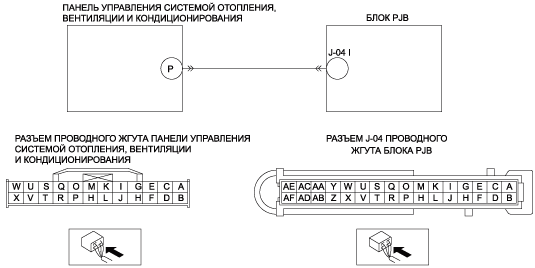 ПАНЕЛЬ УПРАВЛЕНИЯ СИСТЕМОЙ ОТОПЛЕНИЯ,
ВЕНТИЛЯЦИИ И КОНДИЦИОНИРОВАНИЯ
БЛОК PJB
P
J-04 I
РАЗЪЕМ ПРОВОДНОГО ЖГУТА ПАНЕЛИ УПРАВЛЕНИЯ
СИСТЕМОЙ ОТОПЛЕНИЯ, ВЕНТИЛЯЦИИ
И КОНДИЦИОНИРОВАНИЯ
РАЗЪЕМ J-04 ПРОВОДНОГО
ЖГУТА БЛОКА PJB
W U S Q O M K I G E C A
X V T R P H L J H F D B
AE AC AA Y W U S Q O M K I G E C A
AF AD AB Z X V T R P H L J H F D B